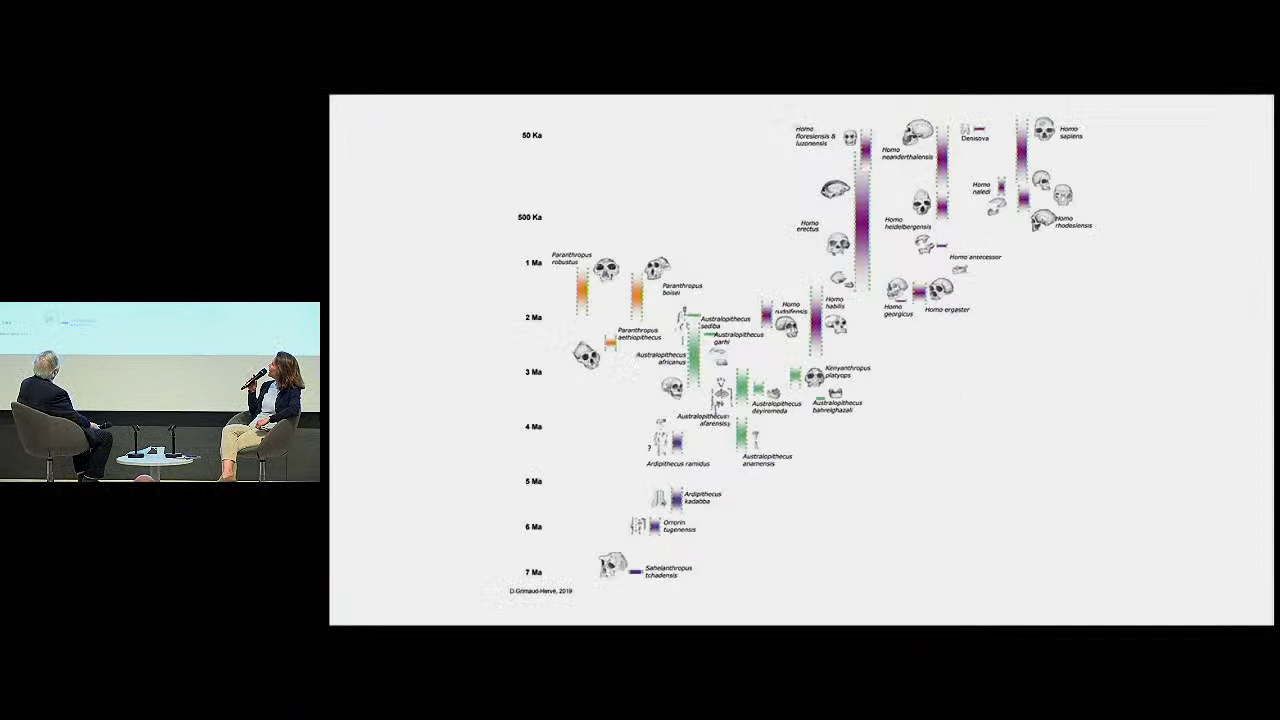 50 Ka
Homo
floresiensis &
luzonensis
Homo
neanderthalensis
Denisova
Homo
sapiens
Homo
naledi
500 Ka
Homo
erectus
Homo
heidelbergensis
Homo
rhodesiensis
1 Ma
Paranthropus
robustus
Homo antecessor
Paranthropus
boisei
Homo
georgicus
Homo ergaster
2 Ma
Homo
rudolfensis
Homo
habilis
Australopithecus
sediba
Australopithecus
garhi
Paranthropus
aethiopithecus
Australopithecus
africanus
3 Ma
Kenyanthropus
platyops
Australopithecus
deyiromeda
Australopithecus
bahrelghazali
Australopithecus
afarensis
4 Ma
?
Ardipithecus ramidus
Australopithecus
anamensis
5 Ma
Ardipithecus
kadabba
6 Ma
Orrorin
tugenensis
7 Ma
Sahelanthropus
tchadensis
D.Grimaud-Hervé, 2019